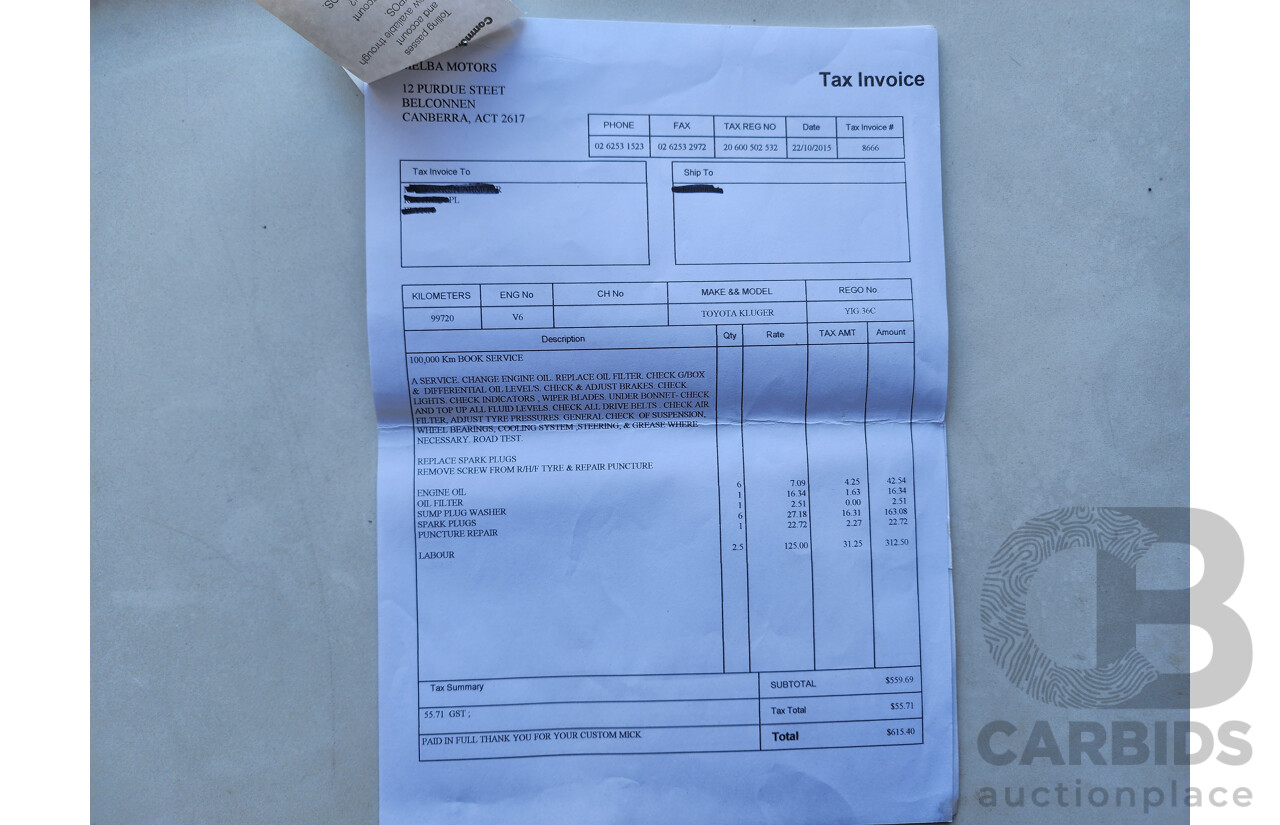 Tolling passes
and account
now available through
POS.
MELBA MOTORS
12 PURDUE STEET
BELCONNEN
CANBERRA, ACT 2617
Tax Invoice
PHONE FAX TAX REG NO Date Tax Invoice #
02 6253 1523 02 6253 2972 20 600 502 532 22/10/2015 8666
Tax Invoice To Ship To
PL
KILOMETERS ENG No CH No MAKE && MODEL REGO No.
99720 V6 TOYOTA KLUGER YIG 36C
Description Qty Rate TAX AMT Amount
100,000 Km BOOK SERVICE
A SERVICE. CHANGE ENGINE OIL. REPLACE OIL FILTER. CHECK G/BOX
& DIFFERENTIAL OIL LEVEL'S. CHECK & ADJUST BRAKES. CHECK
LIGHTS. CHECK INDICATORS , WIPER BLADES. UNDER BONNET- CHECK
AND TOP UP ALL FLUID LEVELS. CHECK ALL DRIVE BELTS . CHECK AIR
FILTER, ADJUST TYRE PRESSURES. GENERAL CHECK OF SUSPENSION,
WHEEL BEARINGS, COOLING SYSTEM ,STEERING, & GREASE WHERE
NECESSARY. ROAD TEST.
REPLACE SPARK PLUGS
REMOVE SCREW FROM R/H/F TYRE & REPAIR PUNCTURE
ENGINE OIL 6 7.09 4.25 42.54
OIL FILTER 1 16.34 1.63 16.34
SUMP PLUG WASHER 1 2.51 0.00 2.51
SPARK PLUGS 6 27.18 16.31 163.08
PUNCTURE REPAIR 1 22.72 2.27 22.72
LABOUR 2.5 125.00 31.25 312.50
Tax Summary SUBTOTAL $559.69
55.71 GST ; Tax Total $55.71
PAID IN FULL THANK YOU FOR YOUR CUSTOM MICK Total $615.40
CB
CARBIDS
auctionplace